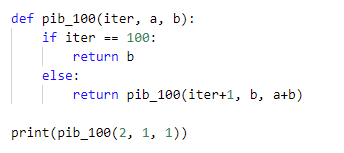 def pib_100(iter, a, b):
    if iter == 100:
        return b
    else:
        return pib_100(iter+1, b, a+b)

print(pib_100(2, 1, 1))